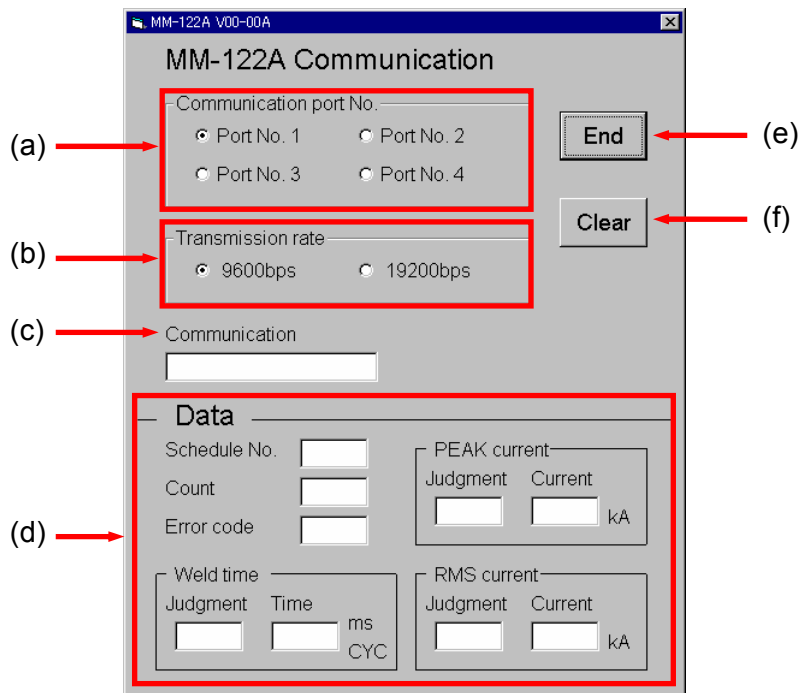 MM-122A V00-00A
MM-122A Communication
(a)
Communication port No.
Port No. 1 Port No. 2
Port No. 3 Port No. 4
End
(e)
Clear
(f)
(b)
Transmission rate
9600bps 19200bps
(c)
Communication
(d)
Data
Schedule No.
Count
Error code
PEAK current
Judgment Current
kA
Weld time
Judgment Time
ms
CYC
RMS current
Judgment Current
kA